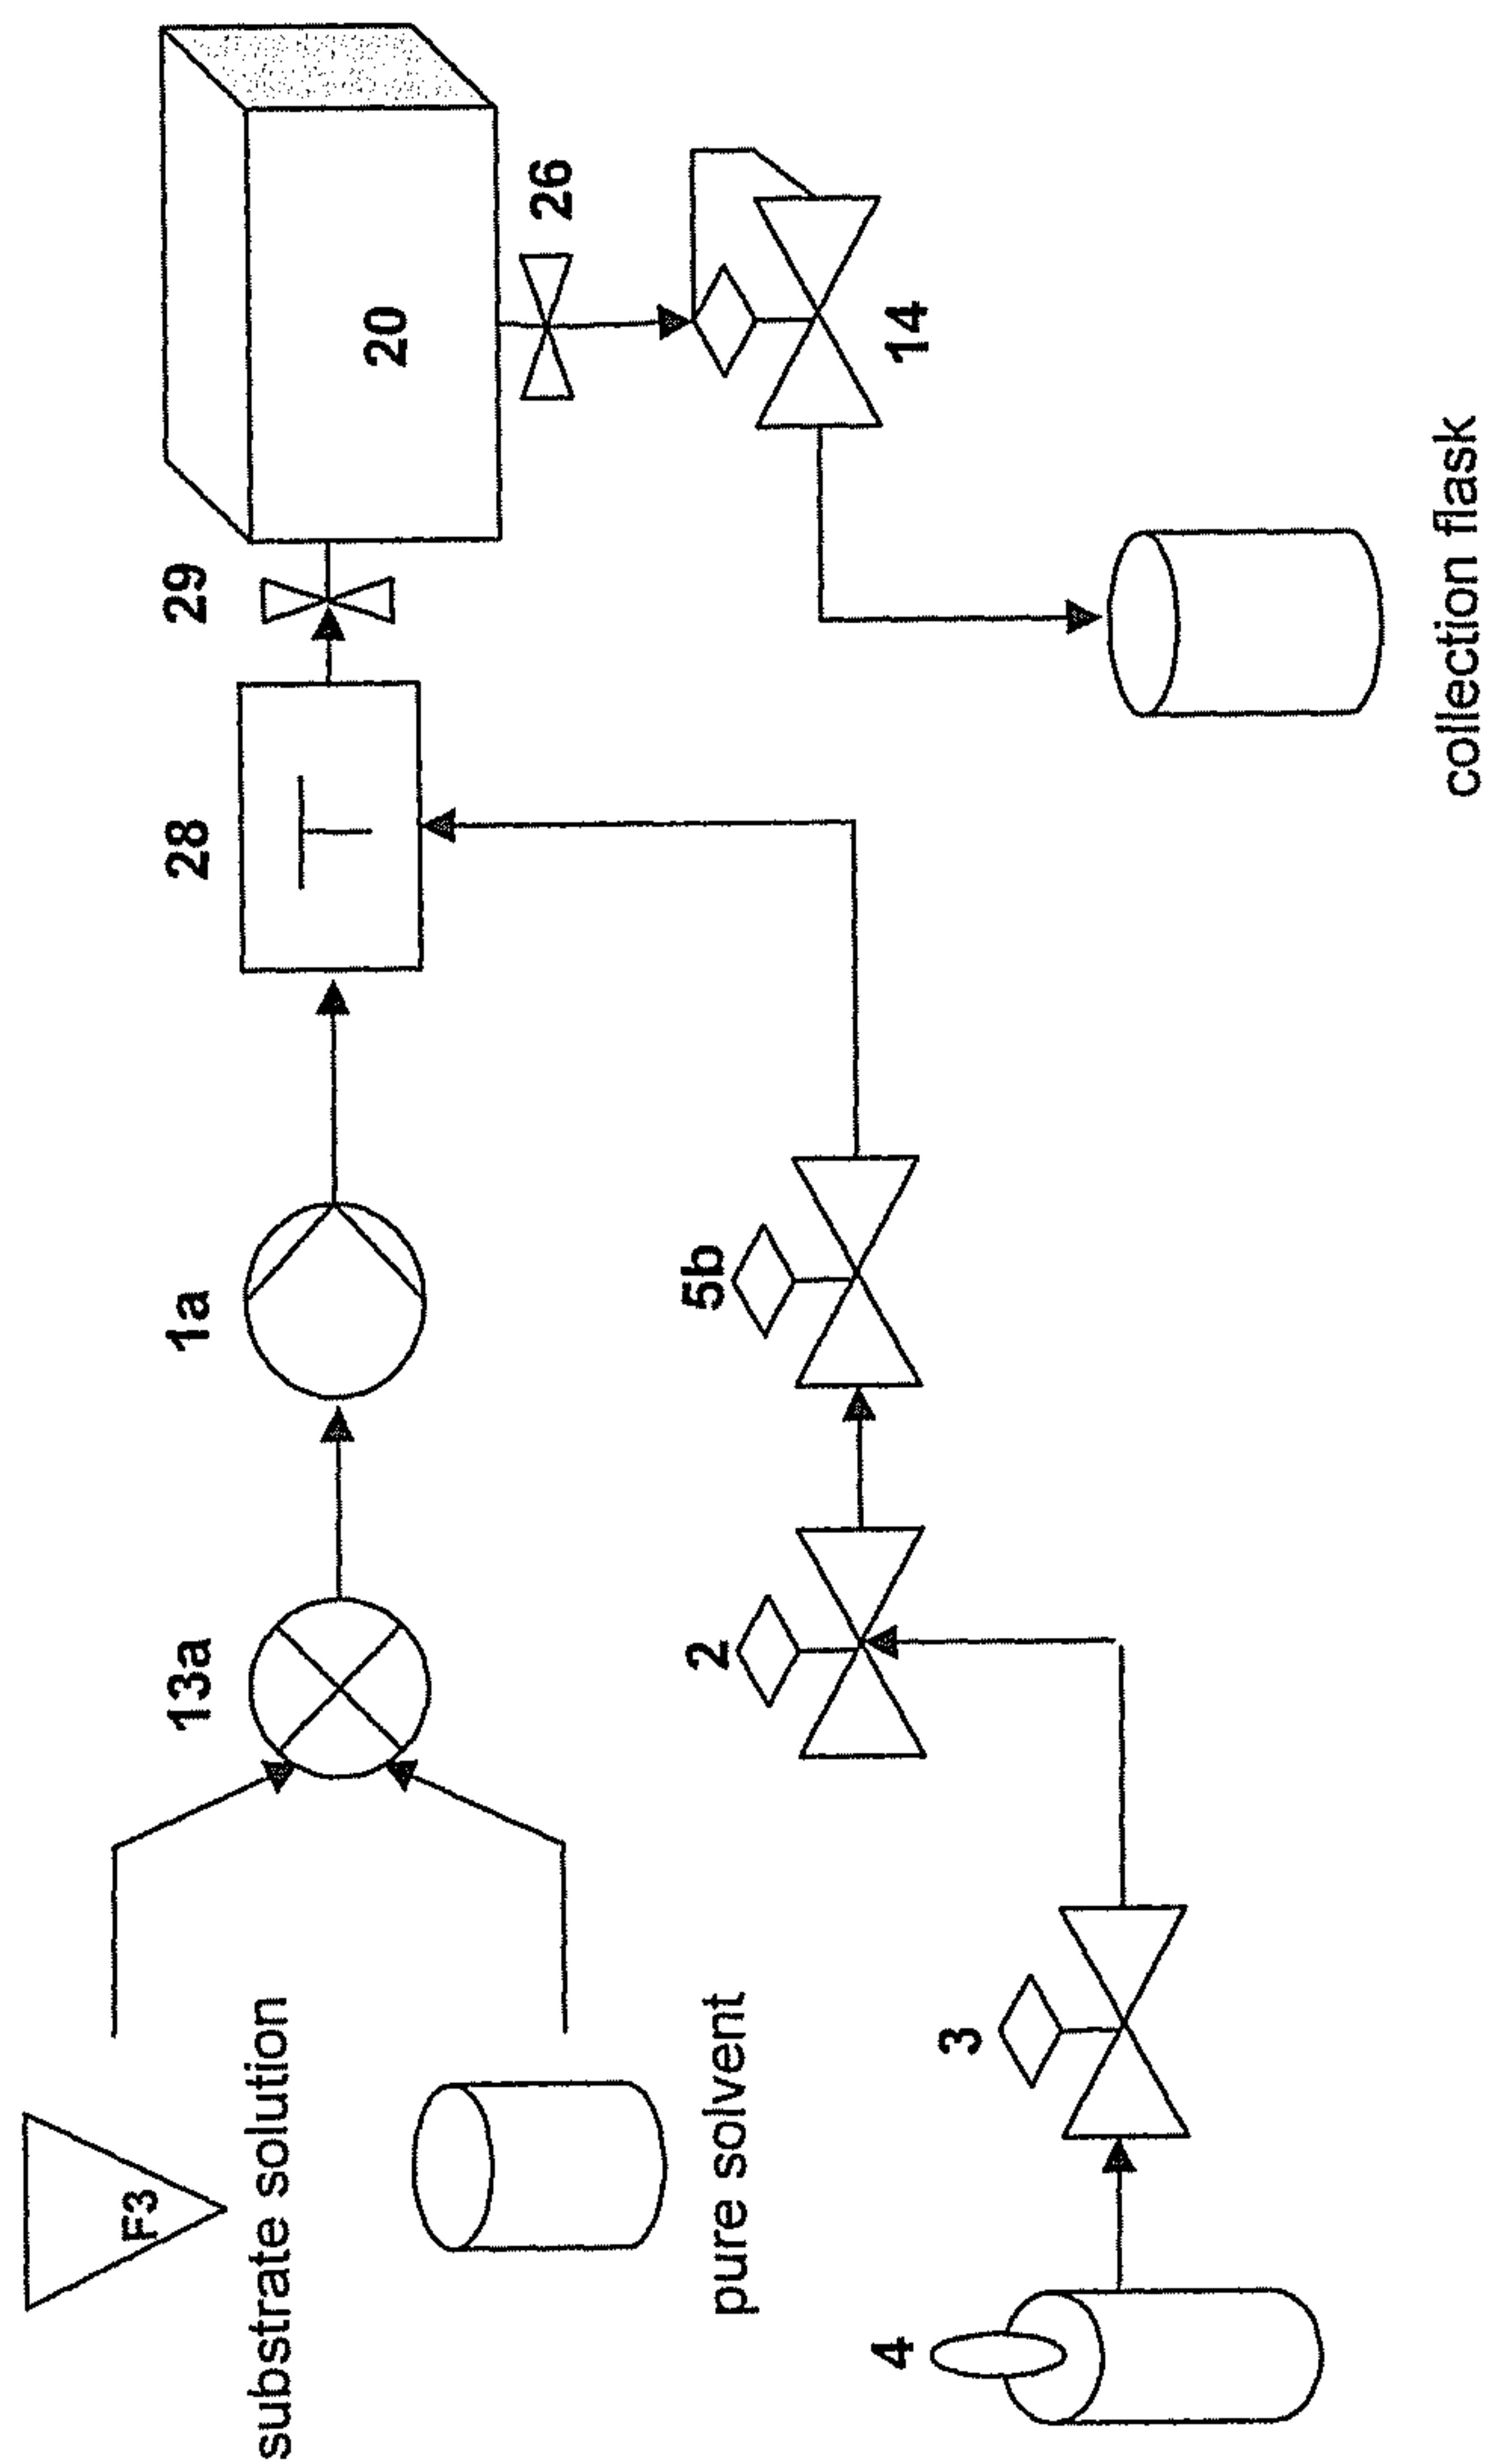 F3
substrate solution
pure solvent
13a
1a
28
29
20
26
14
collection flask
4
3
2
5b